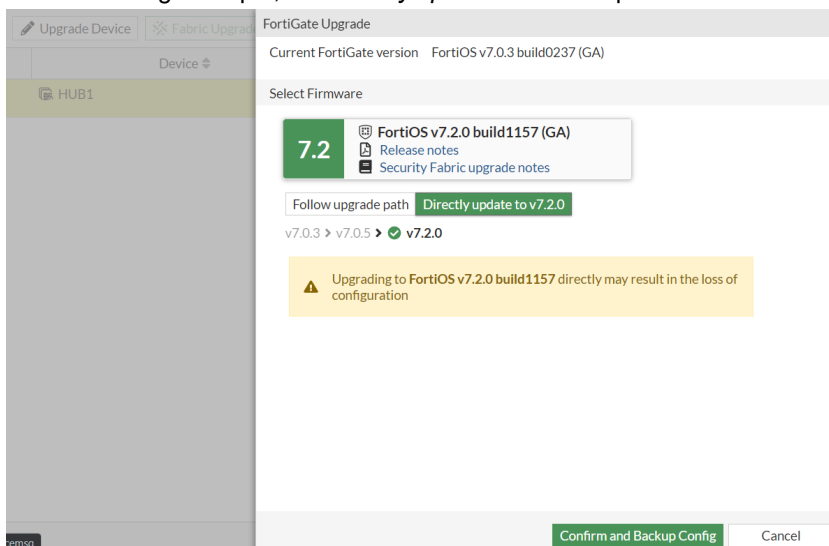 Upgrade Device Fabric Upgrad
Device
HUB1
FortiGate Upgrade
Current FortiGate version FortiOS v7.0.3 build0237 (GA)
Select Firmware
7.2
FortiOS v7.2.0 build1157 (GA)
Release notes
Security Fabric upgrade notes
Follow upgrade path Directly update to v7.2.0
v7.0.3 > v7.0.5 > v7.2.0
Upgrading to FortiOS v7.2.0 build1157 directly may result in the loss of
configuration
Confirm and Backup Config Cancel